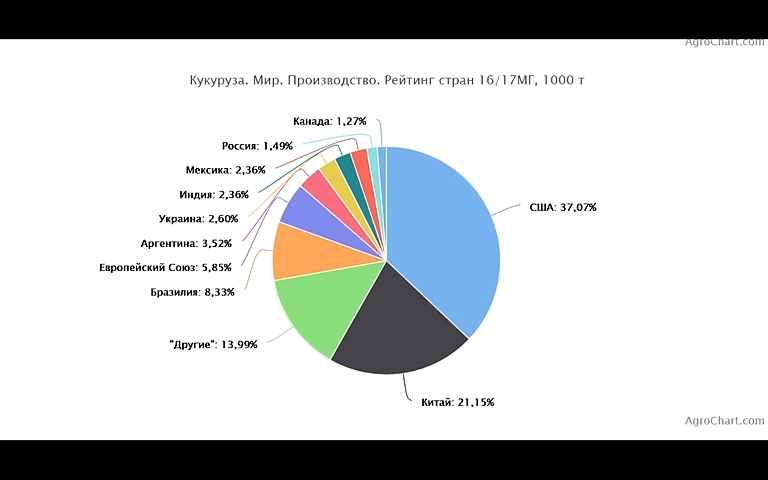 AgroChart.com
Кукуруза. Мир. Производство. Рейтинг стран 16/17МГ, 1000 т
Канада: 1,27%
Россия: 1,49%
Мексика: 2,36%
Индия: 2,36%
США: 37,07%
Украина: 2,60%
Аргентина: 3,52%
Европейский Союз: 5,85%
Бразилия: 8,33%
"Другие": 13,99%
Китай: 21,15%
AgroChart.com